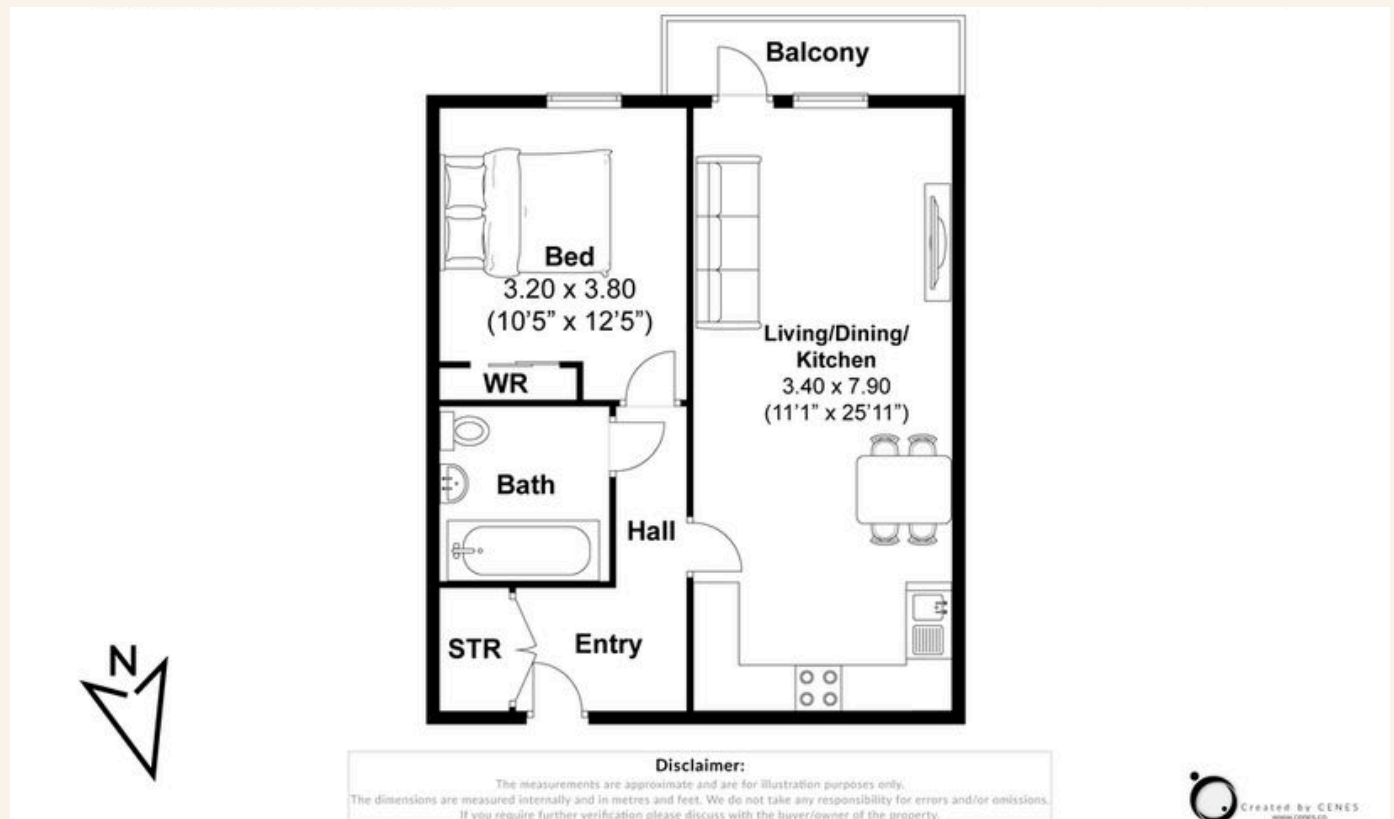 Balcony
Bed
3.20 x 3.80
(10’5” x 12’5”)
Living/Dining/
Kitchen
3.40 x 7.90
(11’1” x 25’11”)
WR
Bath
Hall
STR
Entry
N
Disclaimer:
The measurements are approximate and are for illustration purposes only.
The dimensions are measured internally and in metres and feet. We do not take any responsibility for errors and/or omissions.
If you require further verification please discuss with the buyer/owner of the property.
Created by CENES
www.cenes.co